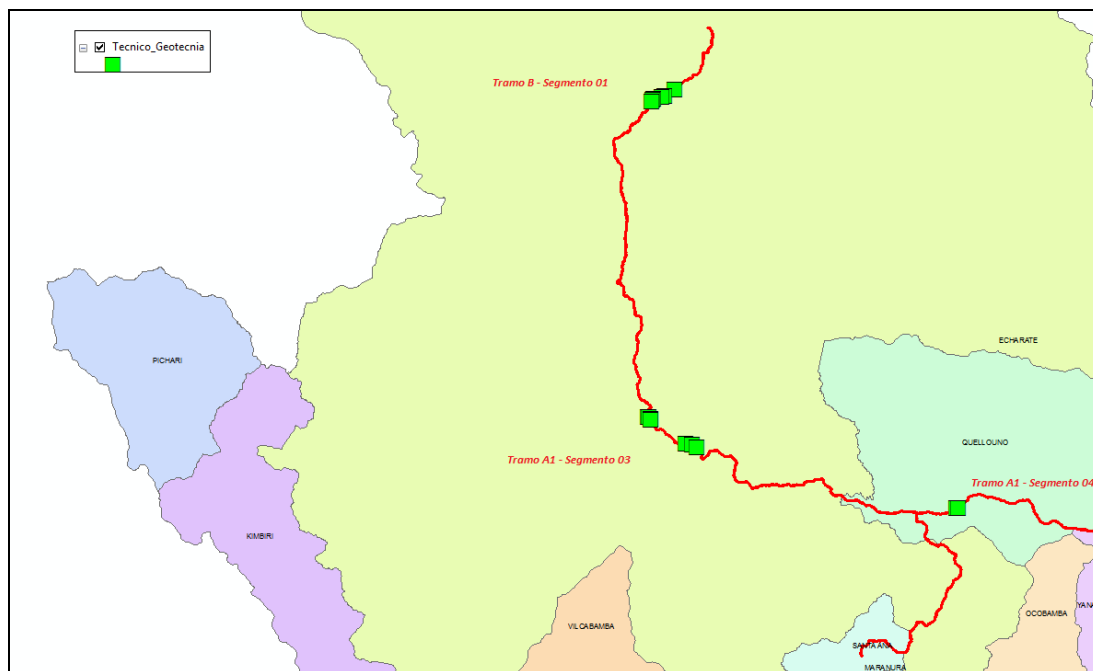 Tecnico_Geotecnia
Tramo B - Segmento 01
ECHARATE
PICHARI
QUELLOUNO
Tramo A1 - Segmento 03
Tramo A1 - Segmento 04
KIMBIRI
YANA
OCOBAMBA
VILCABAMBA
SANTA ANA
MARANURA